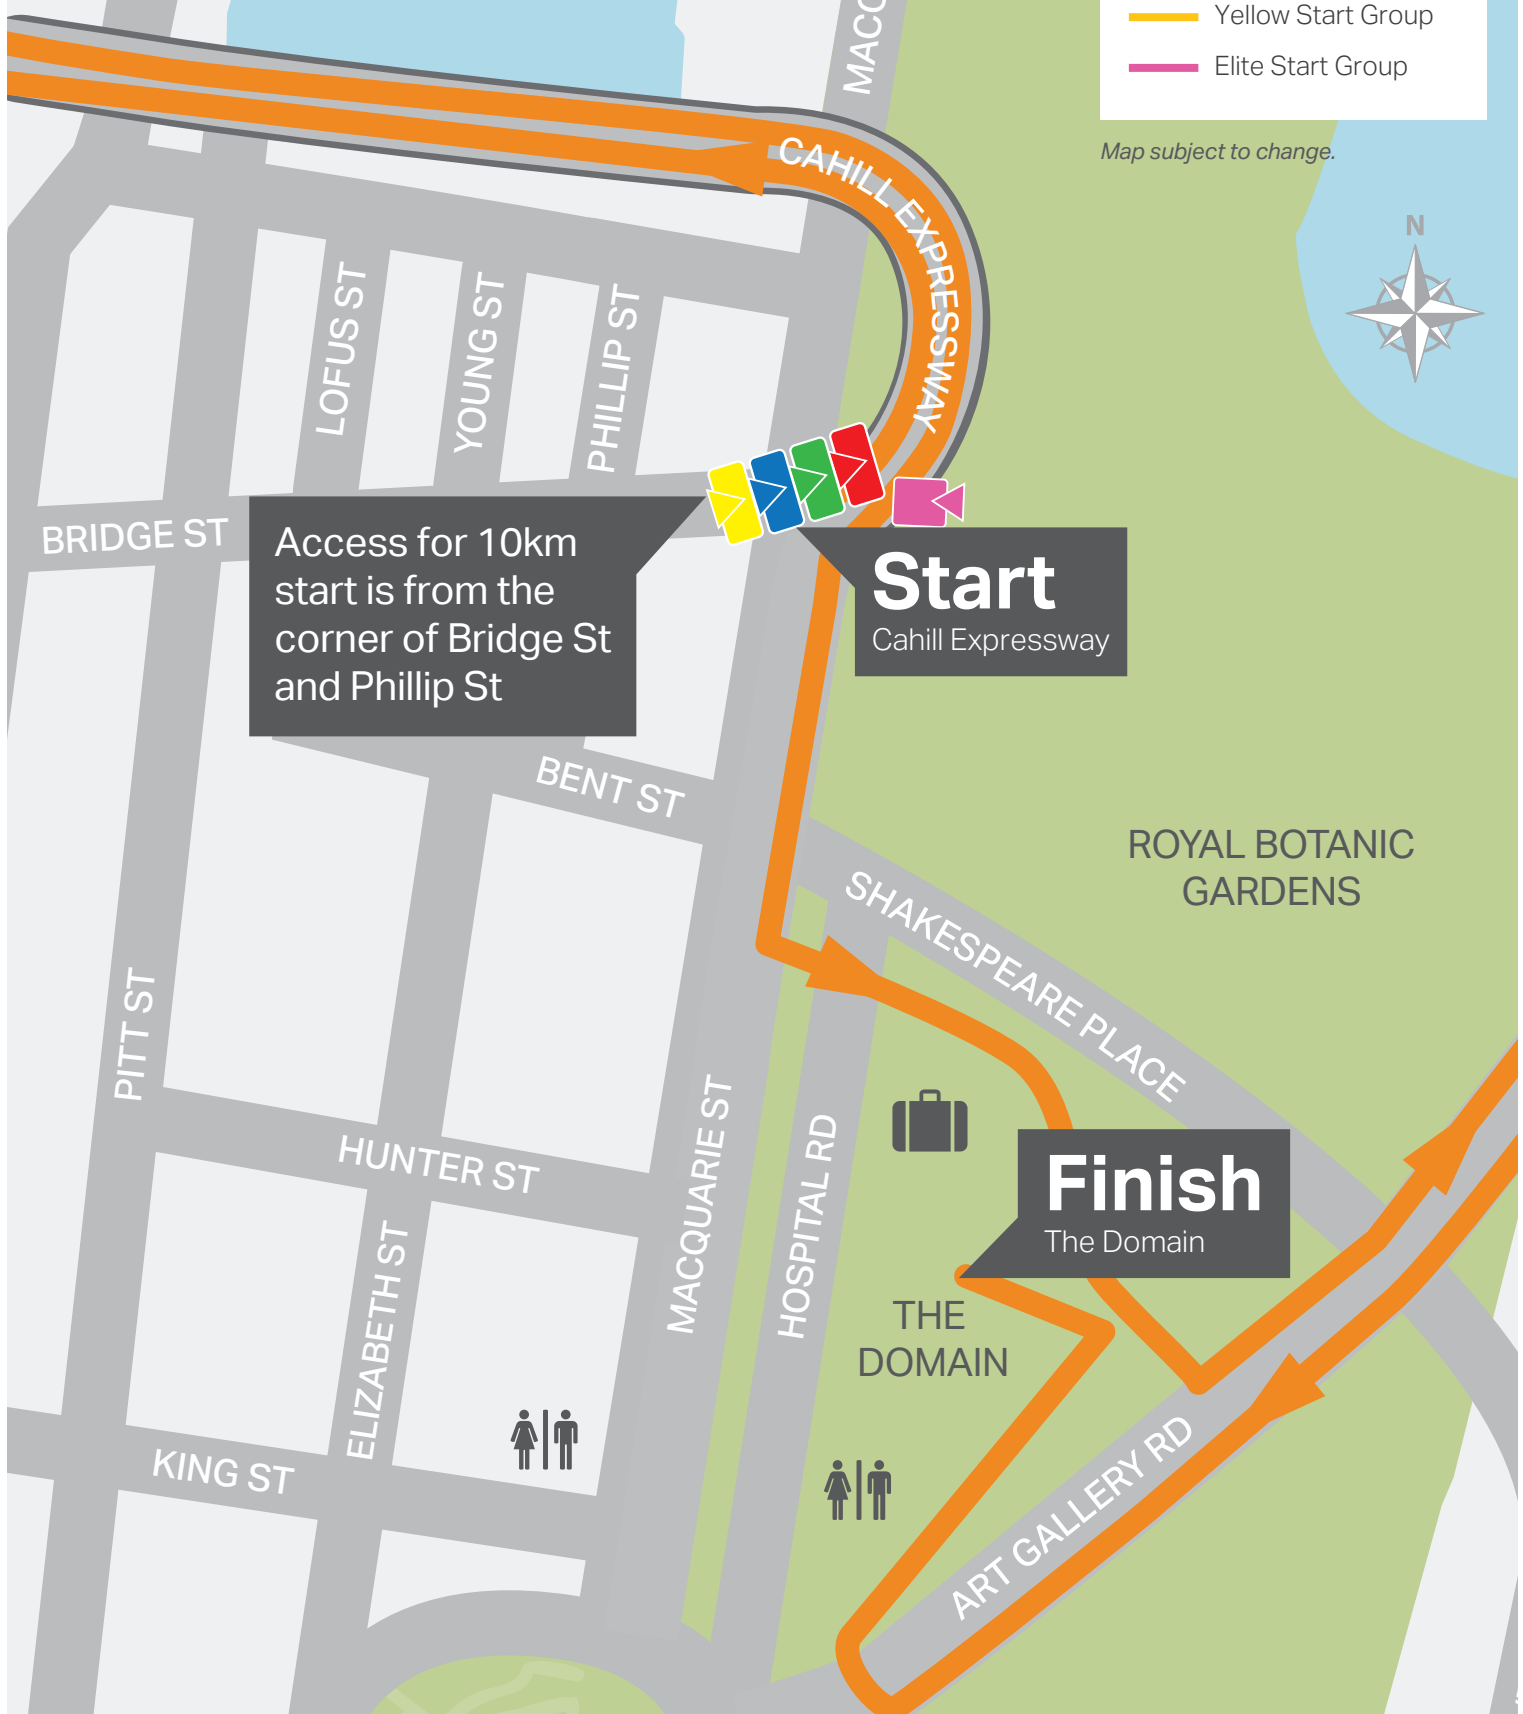 Yellow Start Group
Elite Start Group
Map subject to change.
N
CAHILL EXPRESSWAY
LOFUS ST
YOUNG ST
PHILLIP ST
BRIDGE ST
Access for 10km
start is from the
corner of Bridge St
and Phillip St
Start
Cahill Expressway
BENT ST
ROYAL BOTANIC
GARDENS
SHAKESPEARE PLACE
PITT ST
HUNTER ST
MACQUARIE ST
HOSPITAL RD
Finish
The Domain
ELIZABETH ST
THE
DOMAIN
KING ST
ART GALLERY RD